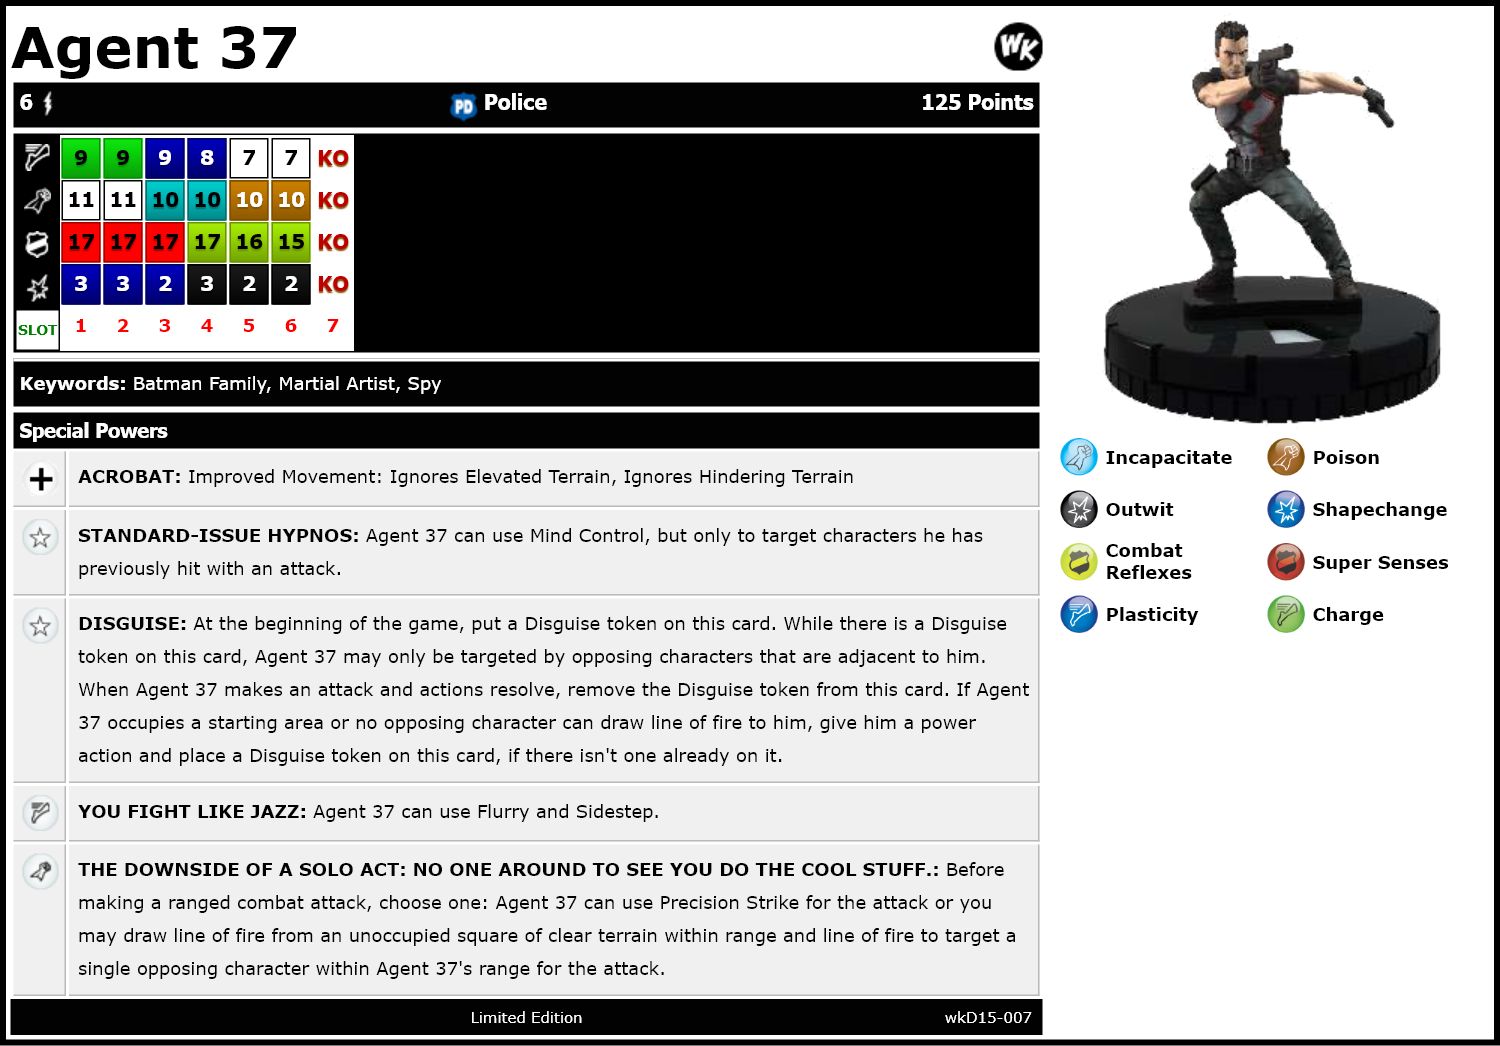 Agent 37
WK
6 PD Police 125 Points
9 9 9 8 7 7 KO
11 11 10 10 10 10 KO
17 17 17 17 16 15 KO
3 3 2 3 2 2 KO
SLOT 1 2 3 4 5 6 7
Keywords: Batman Family, Martial Artist, Spy
Special Powers
ACROBAT: Improved Movement: Ignores Elevated Terrain, Ignores Hindering Terrain
STANDARD-ISSUE HYPNOS: Agent 37 can use Mind Control, but only to target characters he has
previously hit with an attack.
DISGUISE: At the beginning of the game, put a Disguise token on this card. While there is a Disguise
token on this card, Agent 37 may only be targeted by opposing characters that are adjacent to him.
When Agent 37 makes an attack and actions resolve, remove the Disguise token from this card. If Agent
37 occupies a starting area or no opposing character can draw line of fire to him, give him a power
action and place a Disguise token on this card, if there isn't one already on it.
YOU FIGHT LIKE JAZZ: Agent 37 can use Flurry and Sidestep.
THE DOWNSIDE OF A SOLO ACT: NO ONE AROUND TO SEE YOU DO THE COOL STUFF.: Before
making a ranged combat attack, choose one: Agent 37 can use Precision Strike for the attack or you
may draw line of fire from an unoccupied square of clear terrain within range and line of fire to target a
single opposing character within Agent 37's range for the attack.
Limited Edition wkD15-007
Incapacitate Poison
Outwit Shapechange
Combat
Reflexes
Super Senses
Plasticity Charge